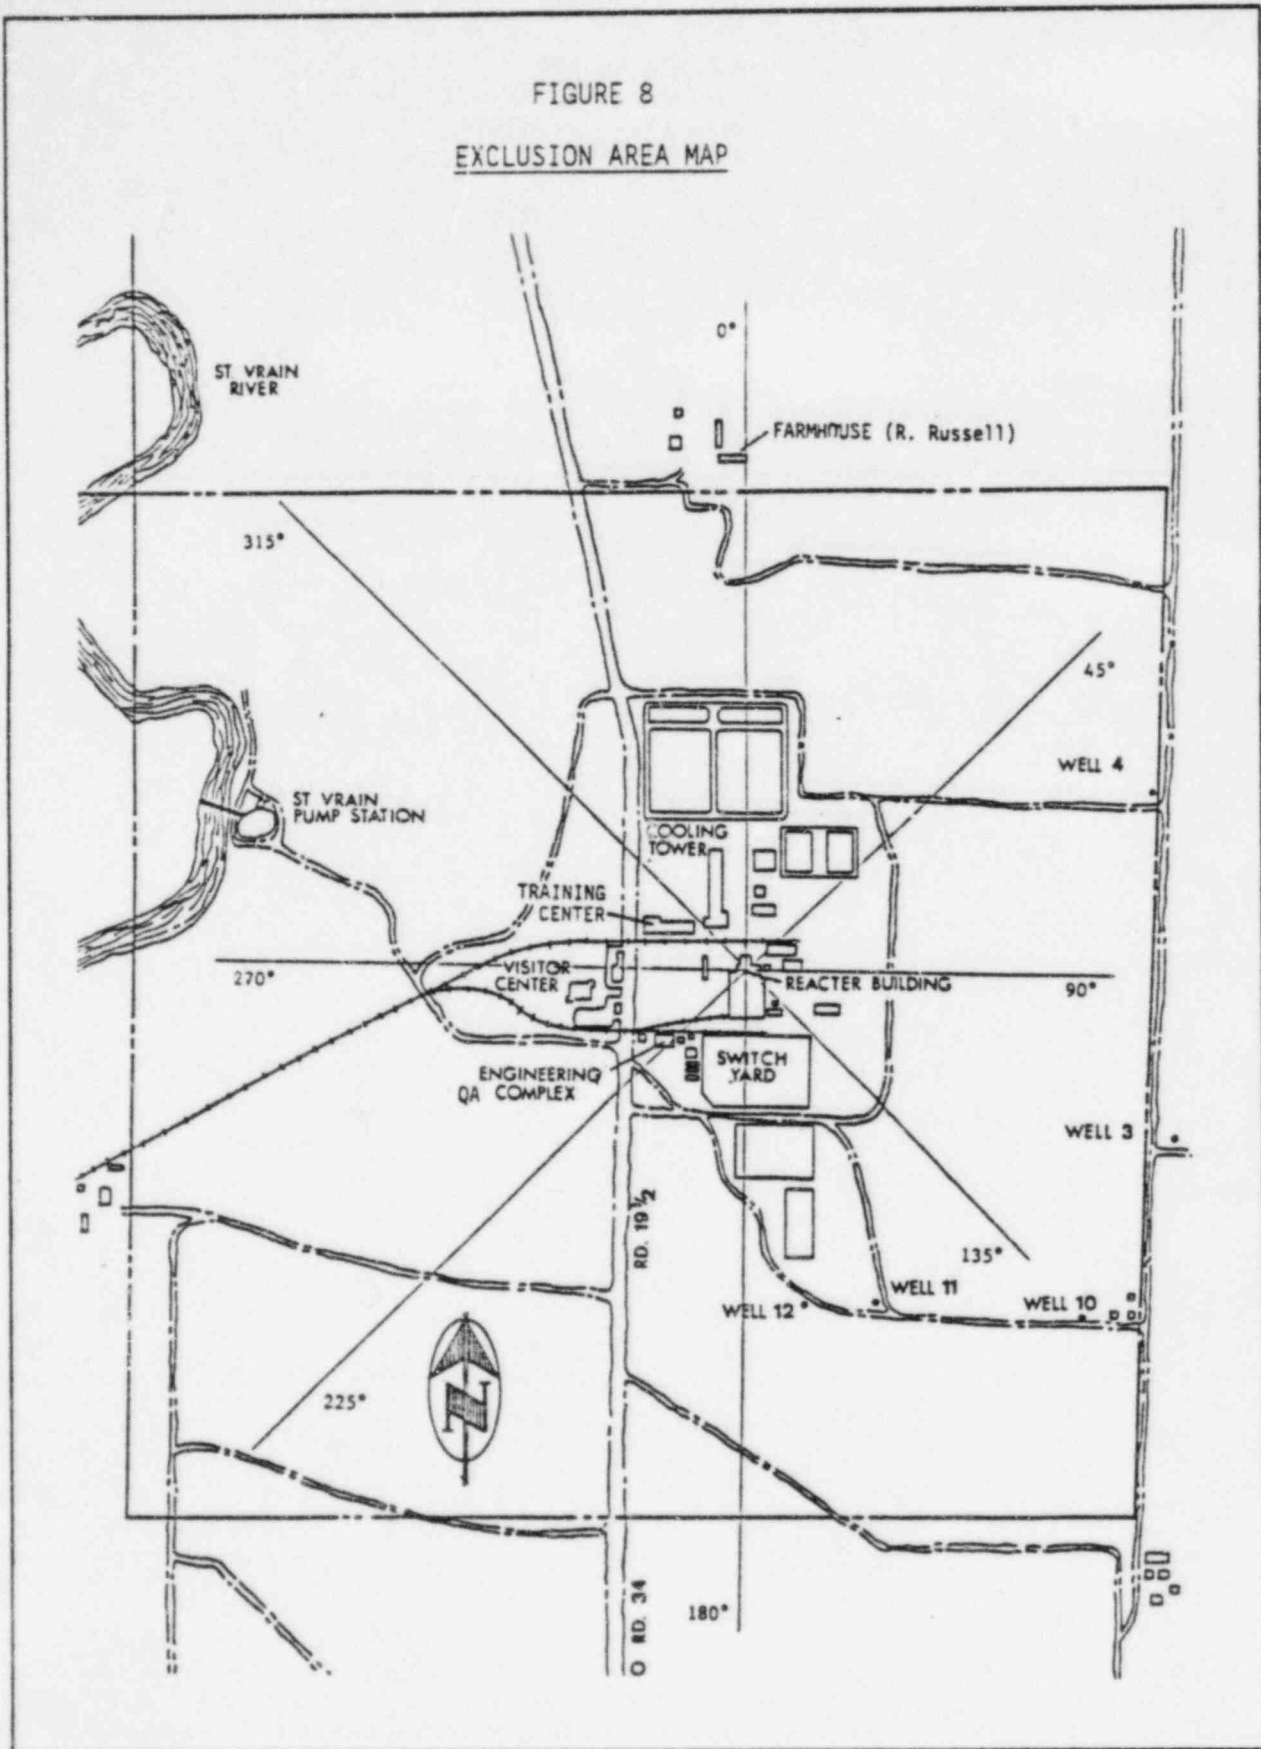 FIGURE 8
EXCLUSION AREA MAP
0°
ST. VRAIN
RIVER
FARMHOUSE (R. Russell)
315°
45°
WELL 4
ST VRAIN
PUMP STATION
COOLING
TOWER
TRAINING
CENTER
270°
VISITOR
CENTER
REACTER BUILDING
90°
SWITCH
YARD
ENGINEERING
QA COMPLEX
WELL 3
RD. 19 1/2
135°
WELL 11
WELL 12
WELL 10
225°
N
180°
O RD. 34